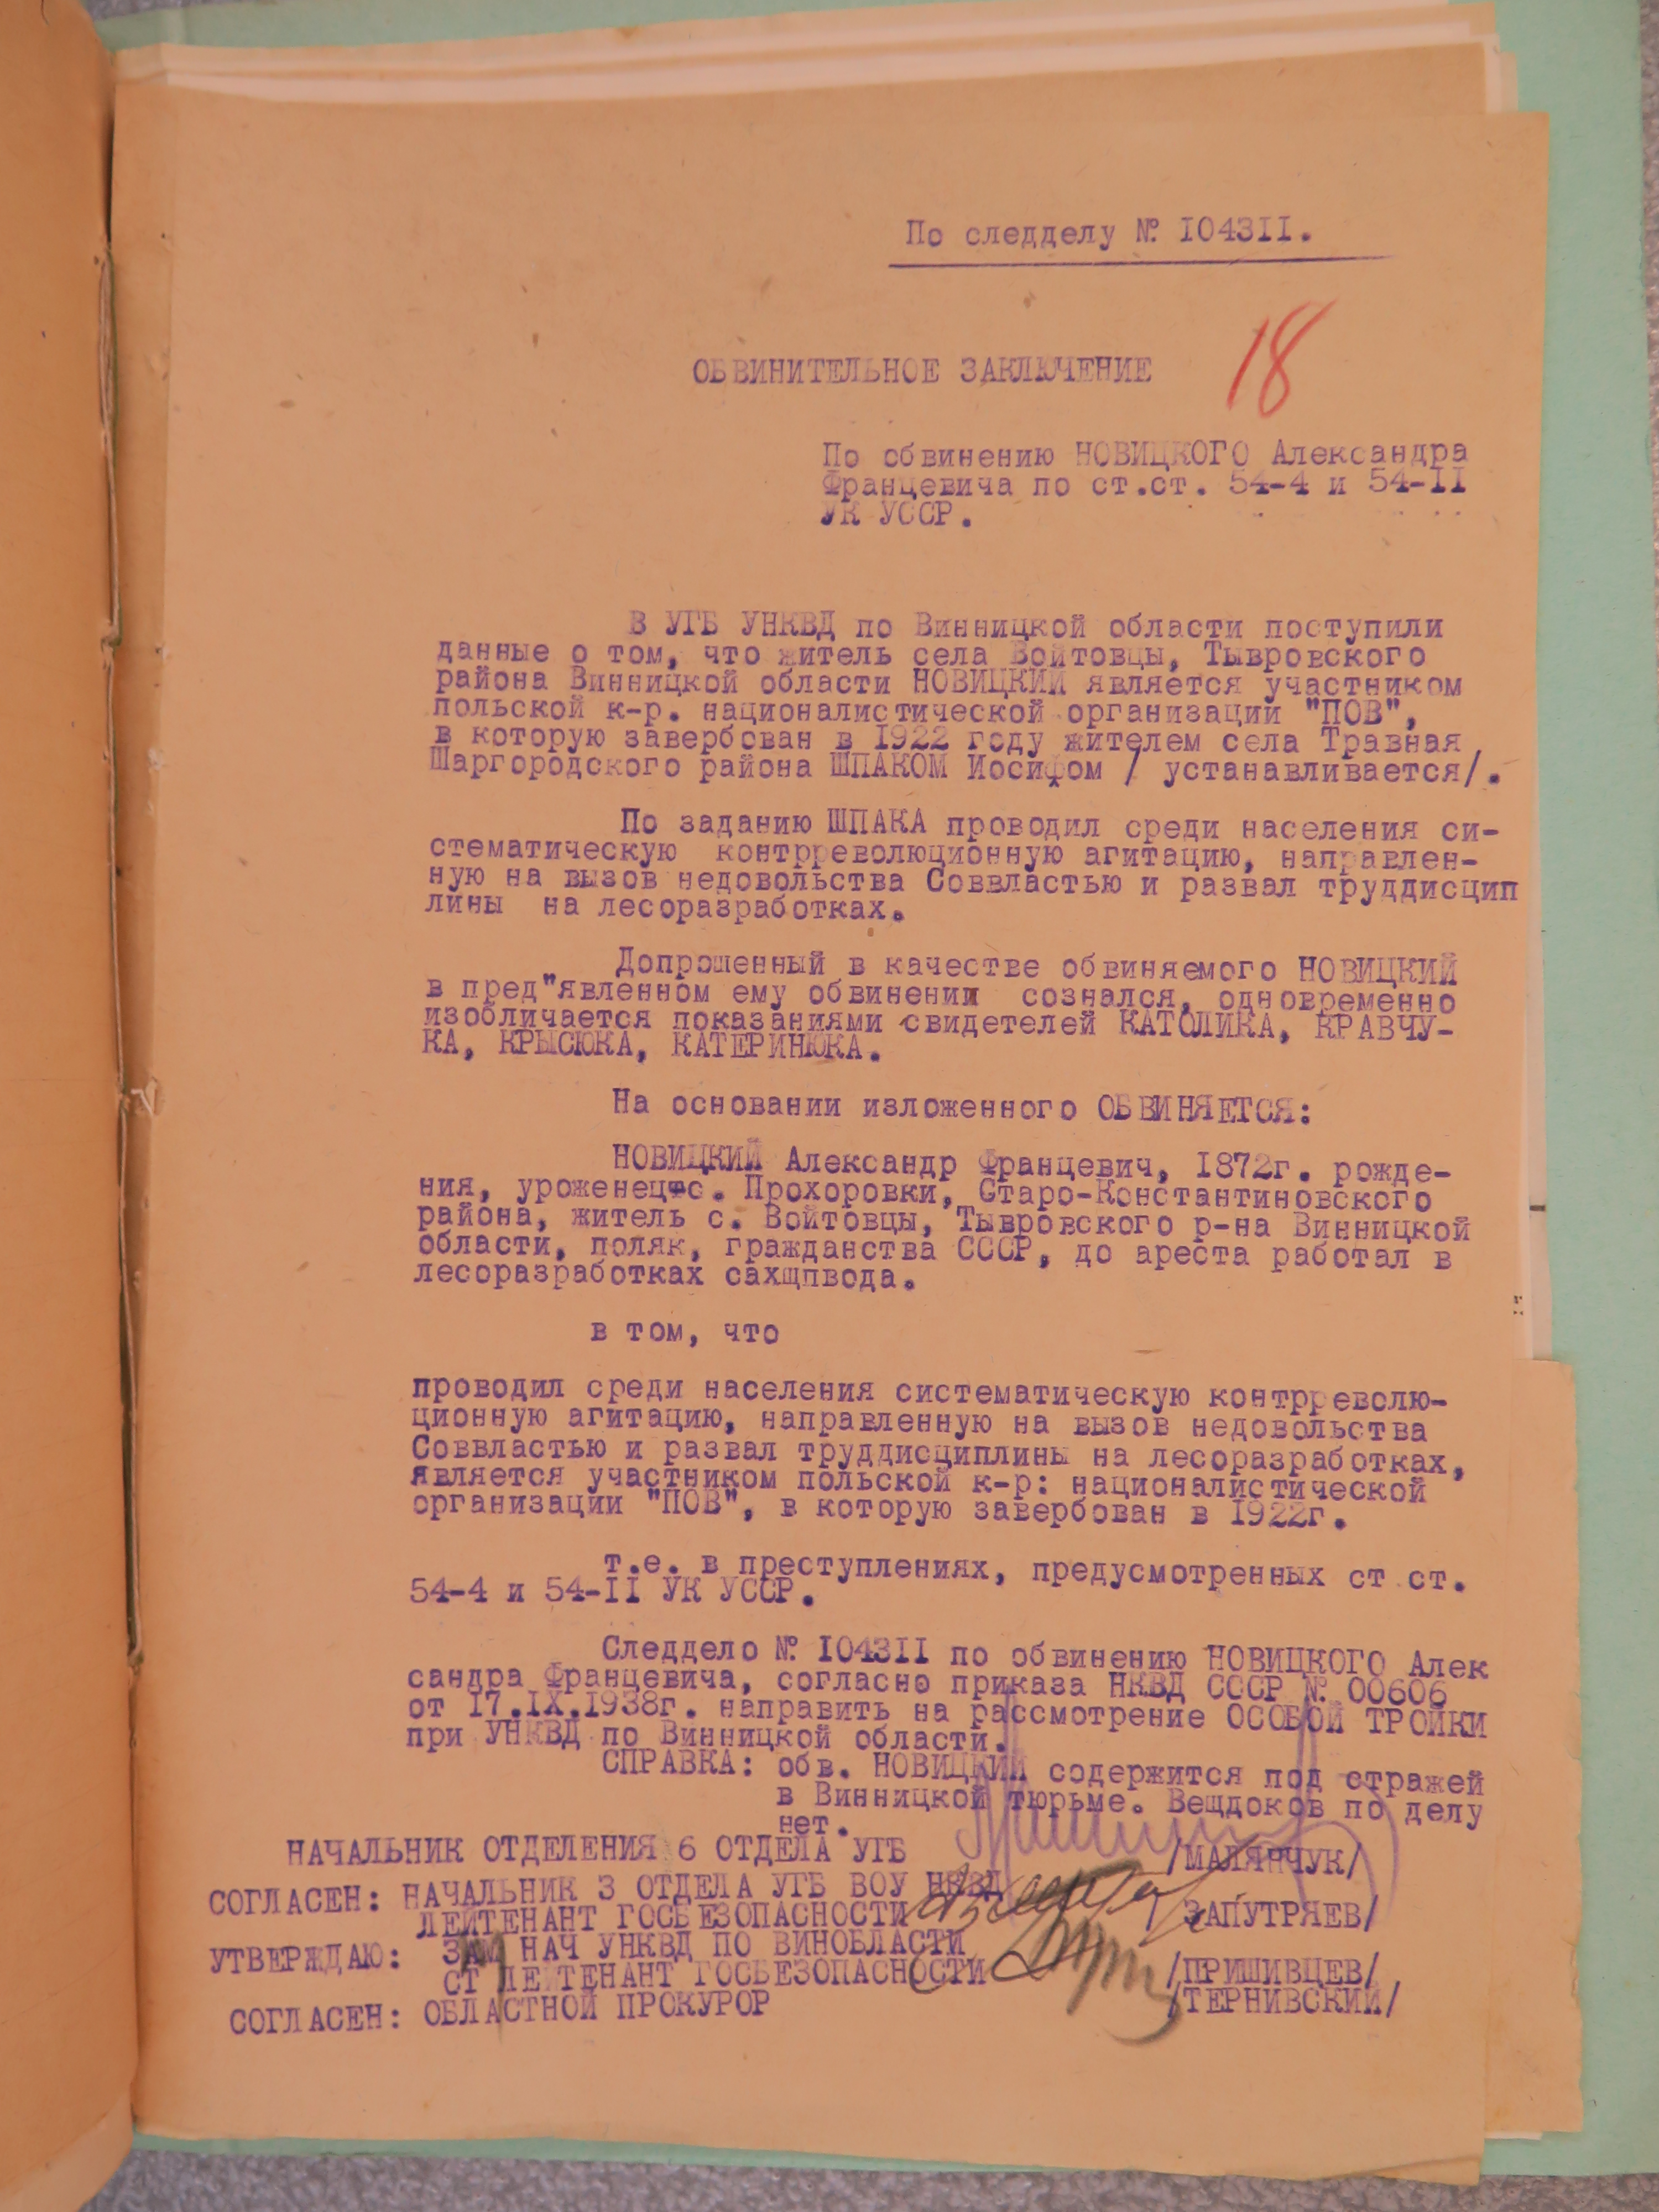 По следделу № I043II.
18
ОБВИНИТЕЛЬНОЕ ЗАКЛЮЧЕНИЕ
По обвинению НОВИЦКОГО Александра
Францевича по ст.ст. 54-4 и 54-II
УК УССР.
В УГБ УНКВД по Винницкой области поступили
данные о том, что житель села Войтовцы, Тывровского
района Винницкой области НОВИЦКИЙ является участником
польской к-р. националистической организации "ПОВ",
в которую завербован в I922 году жителем села Травная
Шаргородского района ШПАКОМ Иосифом / устанавливается/.
По заданию ШПАКА проводил среди населения си-
стематическую контрреволюционную агитацию, направлен-
ную на вызов недовольства Соввластью и развал труддисцип
лины на лесоразработках.
Допрошенный в качестве обвиняемого НОВИЦКИЙ
в пред"явленном ему обвинении сознался, одновременно
изобличается показаниями свидетелей КАТОЛИКА, КРАВЧУ-
КА, КРЫСЮКА, КАТЕРИНЮКА.
На основании изложенного ОБВИНЯЕТСЯ:
НОВИЦКИЙ Александр Францевич, I872г. рожде-
ния, уроженец с. Прохоровки, Старо-Константиновского
района, житель с. Войтовцы, Тывровского р-на Винницкой
области, поляк, гражданства СССР, до ареста работал в
лесоразработках сахщпвода.
в том, что
проводил среди населения систематическую контрреволю-
ционную агитацию, направленную на вызов недовольства
Соввластью и развал труддисциплины на лесоразработках,
является участником польской к-р: националистической
организации "ПОВ", в которую завербован в I922г.
т.е. в преступлениях, предусмотренных ст ст.
54-4 и 54-II УК УССР.
Следдело № I043II по обвинению НОВИЦКОГО Алек
сандра Францевича, согласно приказа НКВД СССР № 00606
от I7.IX.I938г. направить на рассмотрение ОСОБОЙ ТРОЙКИ
при УНКВД по Винницкой области.
СПРАВКА: обв. НОВИЦКИЙ содержится под стражей
в Винницкой тюрьме. Вещдоков по делу
нет.
НАЧАЛЬНИК ОТДЕЛЕНИЯ 6 ОТДЕЛА УГБ /МАЛЯНЧУК/
СОГЛАСЕН: НАЧАЛЬНИК 3 ОТДЕЛА УГБ ВОУ НКВД
ЛЕЙТЕНАНТ ГОСБЕЗОПАСНОСТИ / ЗАПУТРЯЕВ/
УТВЕРЖДАЮ: ЗАМ НАЧ УНКВД ПО ВИНОБЛАСТИ
СТ ЛЕЙТЕНАНТ ГОСБЕЗОПАСНОСТИ /ПРИШИВЦЕВ/
СОГЛАСЕН: ОБЛАСТНОЙ ПРОКУРОР /ТЕРНИВСКИЙ/